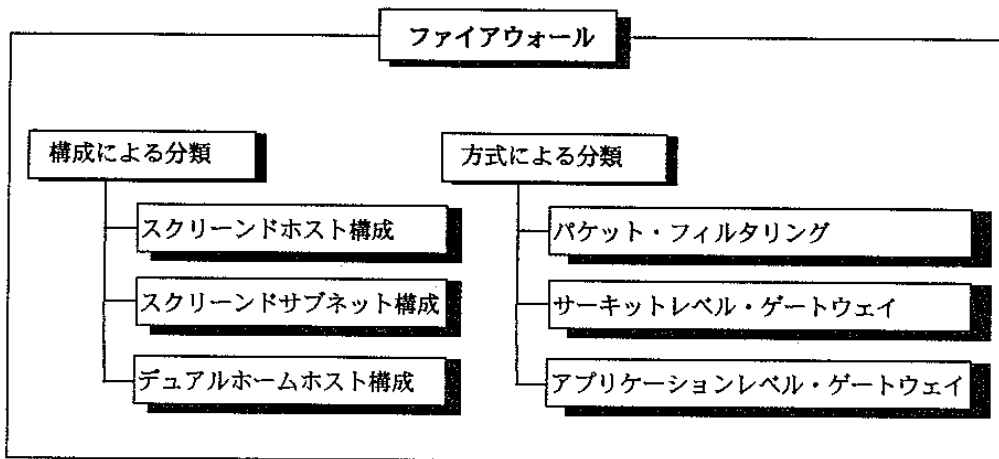 ファイアウォール
構成による分類
スクリーンドホスト構成
スクリーンドサブネット構成
デュアルホームホスト構成
方式による分類
パケット・フィルタリング
サーキットレベル・ゲートウェイ
アプリケーションレベル・ゲートウェイ